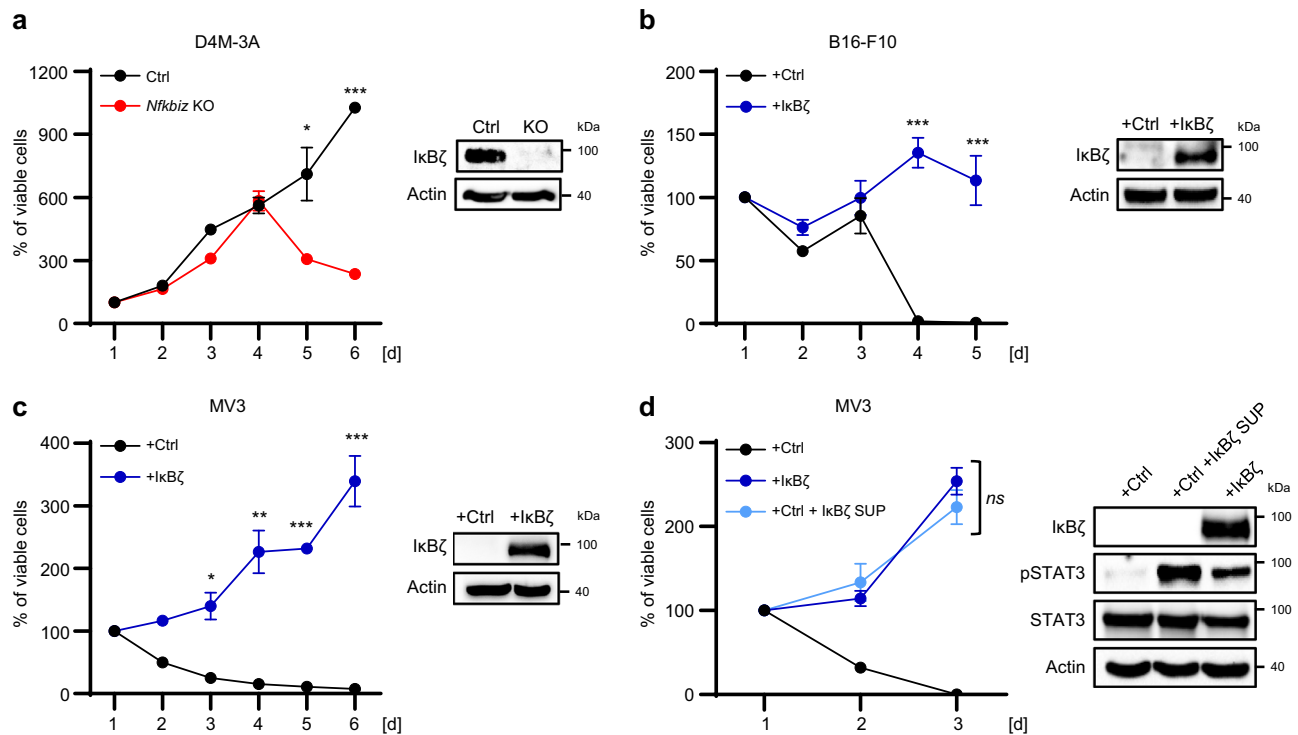 a
D4M-3A
1200
900
600
300
0
% of viable cells
Ctrl
Nfkbiz KO
*
***
1 2 3 4 5 6 [d]
Ctrl KO kDa
IκBζ 100
Actin 40
b
B16-F10
200
150
100
50
0
% of viable cells
+Ctrl
+IκBζ
***
***
1 2 3 4 5 [d]
+Ctrl +IκBζ kDa
IκBζ 100
Actin 40
c
MV3
400
300
200
100
0
% of viable cells
+Ctrl
+IκBζ
*
**
***
***
1 2 3 4 5 6 [d]
+Ctrl +IκBζ kDa
IκBζ 100
Actin 40
d
MV3
300
200
100
0
% of viable cells
+Ctrl
+IκBζ
+Ctrl + IκBζ SUP
ns
1 2 3 [d]
+Ctrl
+Ctrl +IκBζ SUP
+IκBζ
kDa
IκBζ 100
pSTAT3 100
STAT3 100
Actin 40